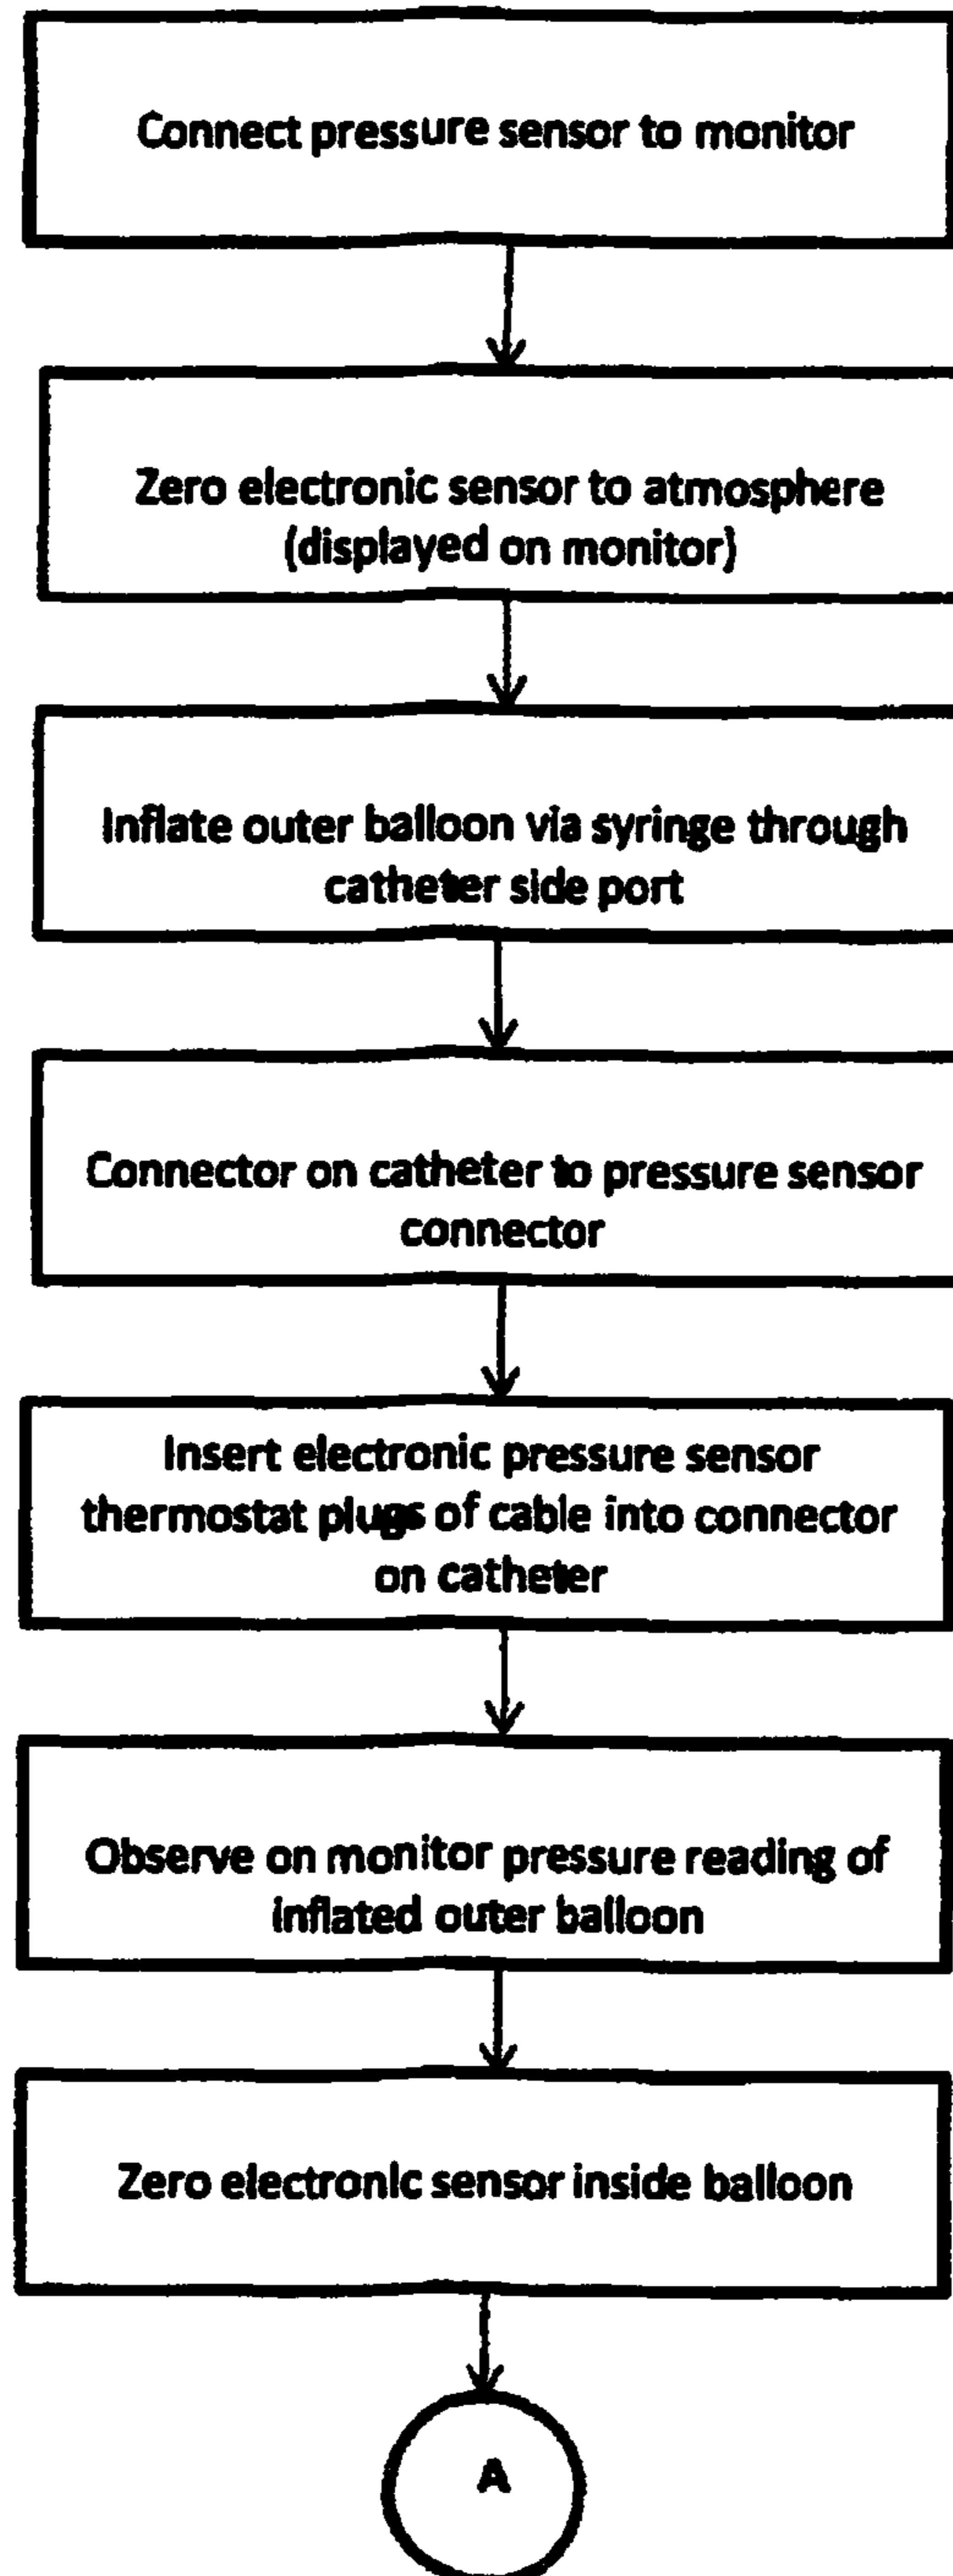 Connect pressure sensor to monitor
Zero electronic sensor to atmosphere
(displayed on monitor)
Inflate outer balloon via syringe through
catheter side port
Connector on catheter to pressure sensor
connector
Insert electronic pressure sensor
thermostat plugs of cable into connector
on catheter
Observe on monitor pressure reading of
inflated outer balloon
Zero electronic sensor inside balloon
A